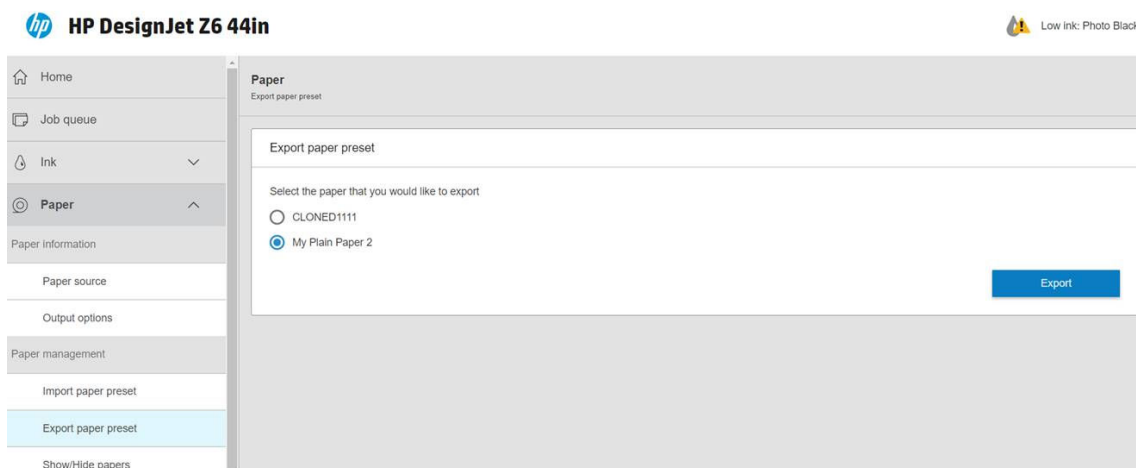 hp HP DesignJet Z6 44in
Low ink: Photo Black
Home
Job queue
Ink
Paper
Paper information
Paper source
Output options
Paper management
Import paper preset
Export paper preset
Show/Hide papers
Paper
Export paper preset
Export paper preset
Select the paper that you would like to export
CLONED1111
My Plain Paper 2
Export